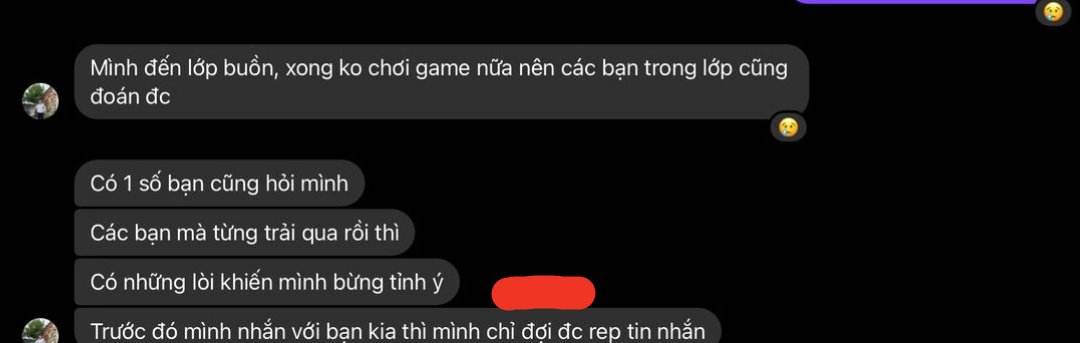 Mình đến lớp buồn, xong ko chơi game nữa nên các bạn trong lớp cũng
đoán đc
Có 1 số bạn cũng hỏi mình
Các bạn mà từng trải qua rồi thì
Có những lòi khiến mình bừng tỉnh ý
Trước đó mình nhắn với bạn kia thì mình chỉ đợi đc rep tin nhắn